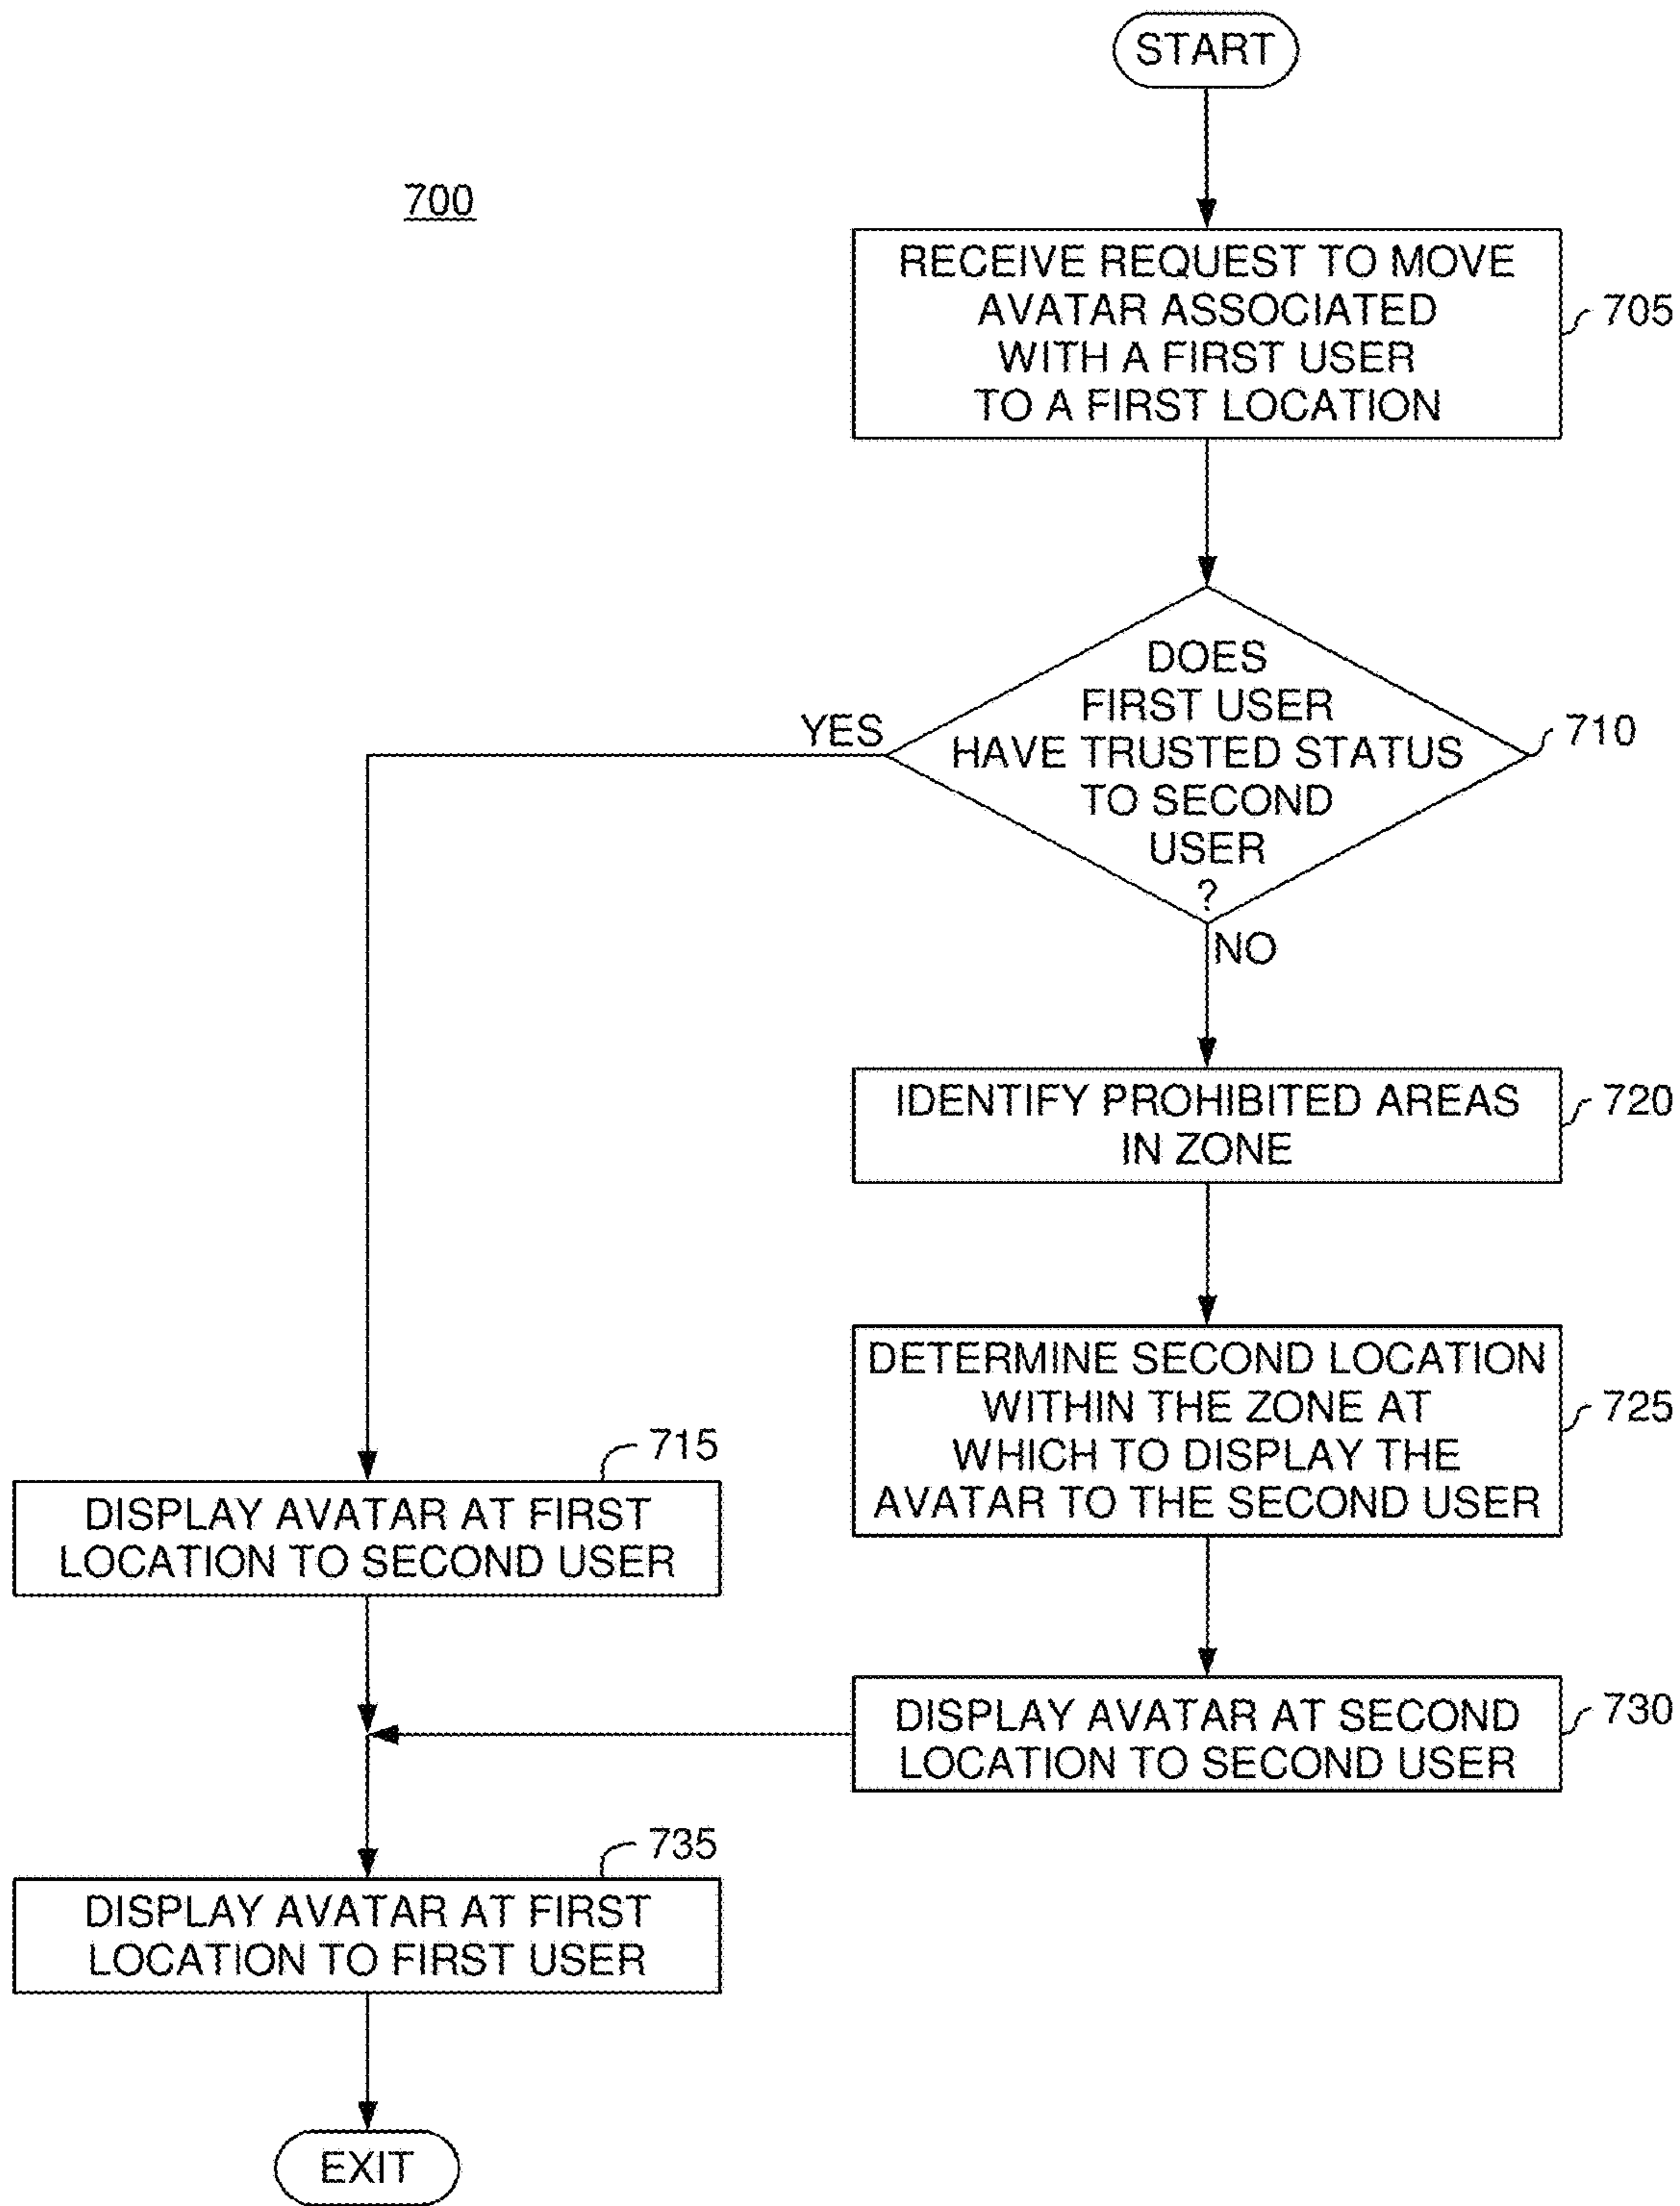 START
700
RECEIVE REQUEST TO MOVE
AVATAR ASSOCIATED
WITH A FIRST USER
TO A FIRST LOCATION
705
DOES
FIRST USER
HAVE TRUSTED STATUS
TO SECOND
USER
?
710
YES
NO
IDENTIFY PROHIBITED AREAS
IN ZONE
720
DETERMINE SECOND LOCATION
WITHIN THE ZONE AT
WHICH TO DISPLAY THE
AVATAR TO THE SECOND USER
725
715
DISPLAY AVATAR AT FIRST
LOCATION TO SECOND USER
DISPLAY AVATAR AT SECOND
LOCATION TO SECOND USER
730
735
DISPLAY AVATAR AT FIRST
LOCATION TO FIRST USER
EXIT